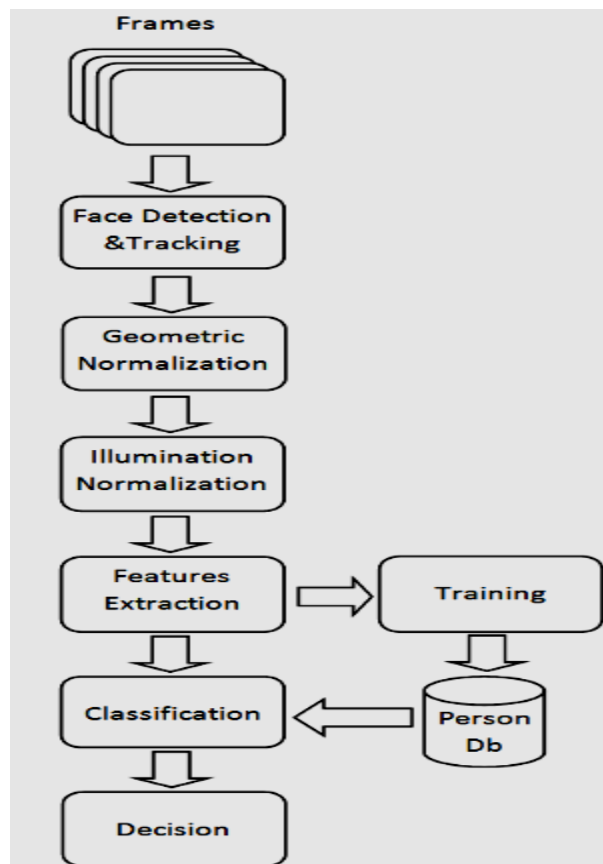 Frames
Face Detection
&Tracking
Geometric
Normalization
Illumination
Normalization
Features
Extraction
Training
Classification
Person
Db
Decision